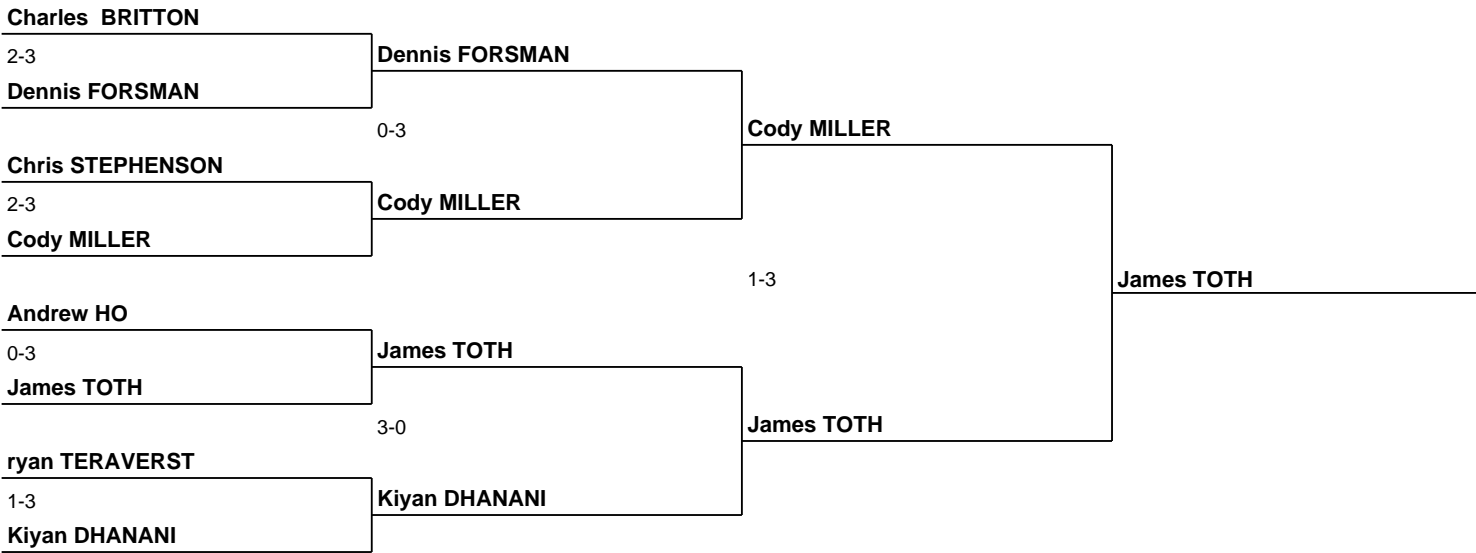 Charles  BRITTON
2-3
Dennis FORSMAN
Dennis FORSMAN
0-3
Cody MILLER
Chris STEPHENSON
2-3
Cody MILLER
Cody MILLER
1-3
James TOTH
Andrew HO
0-3
James TOTH
James TOTH
3-0
James TOTH
ryan TERAVERST
1-3
Kiyan DHANANI
Kiyan DHANANI